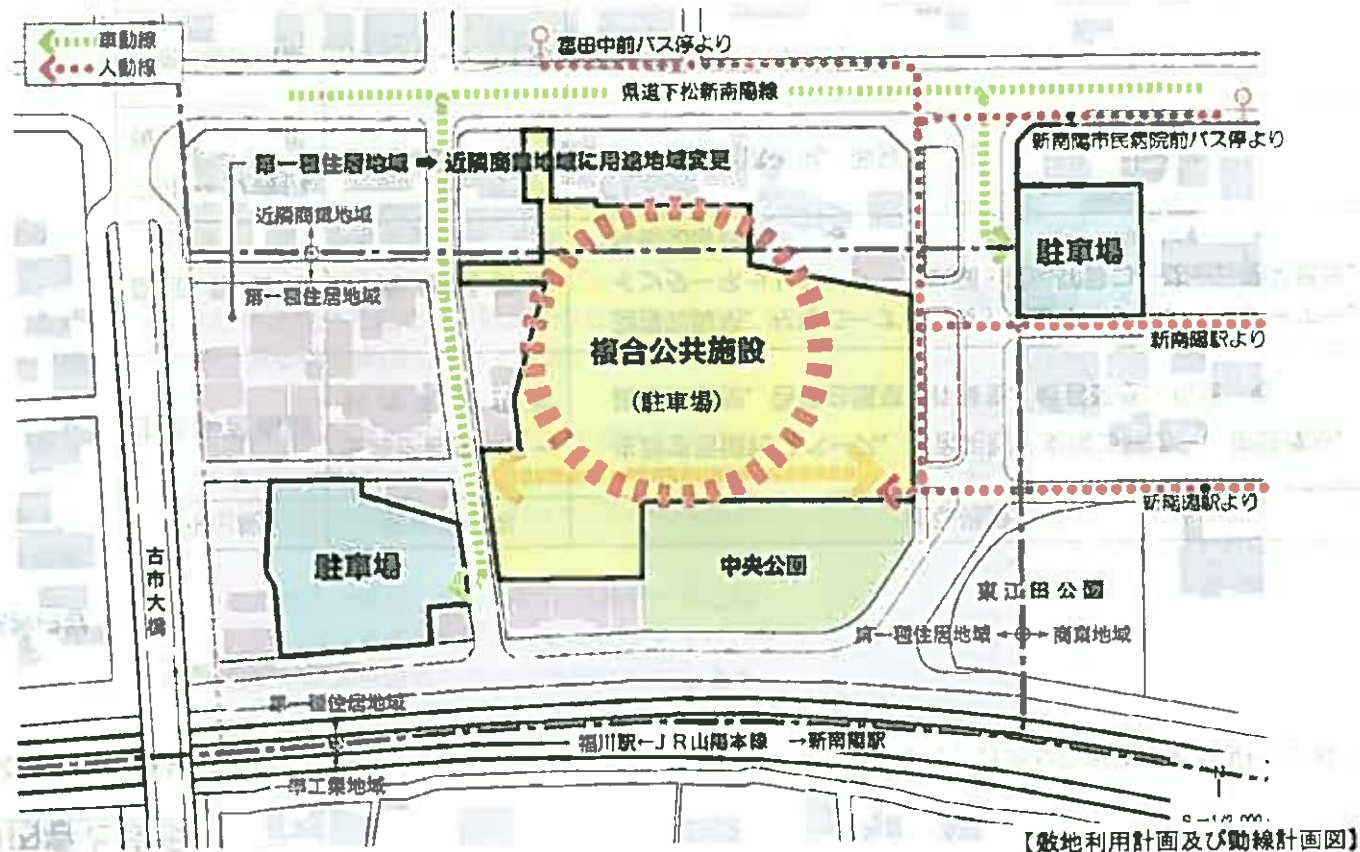 車動線
人動線
富田中前バス停より
県道下松新南陽線
新南陽市民病院前バス停より
第一種住居地域 ➡ 近隣商業地域に用途地域変更
近隣商業地域
第一種住居地域
駐車場
新南陽駅より
複合公共施設
(駐車場)
新南陽駅より
駐車場
中央公園
古市大橋
東江田公園
第一種住居地域
商業地域
第一種住居地域
福川駅←JR山陽本線 →新南陽駅
準工業地域
【敷地利用計画及び動線計画図】